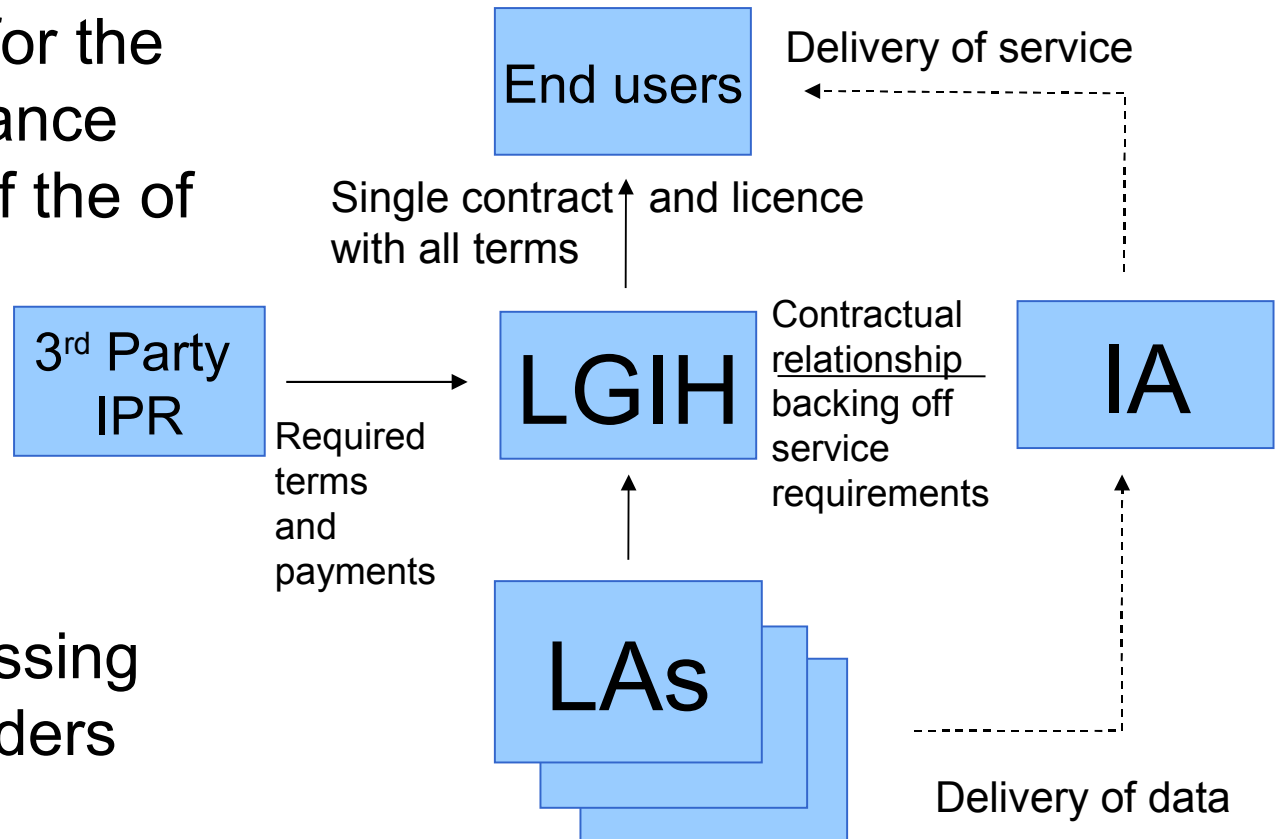 or the
ance
f the of
ssing
ders
End users
Delivery of service
Single contract and licence
with all terms
3rd Party
IPR
Required
terms
and
payments
LGIH
Contractual
relationship
backing off
service
requirements
IA
LAs
Delivery of data